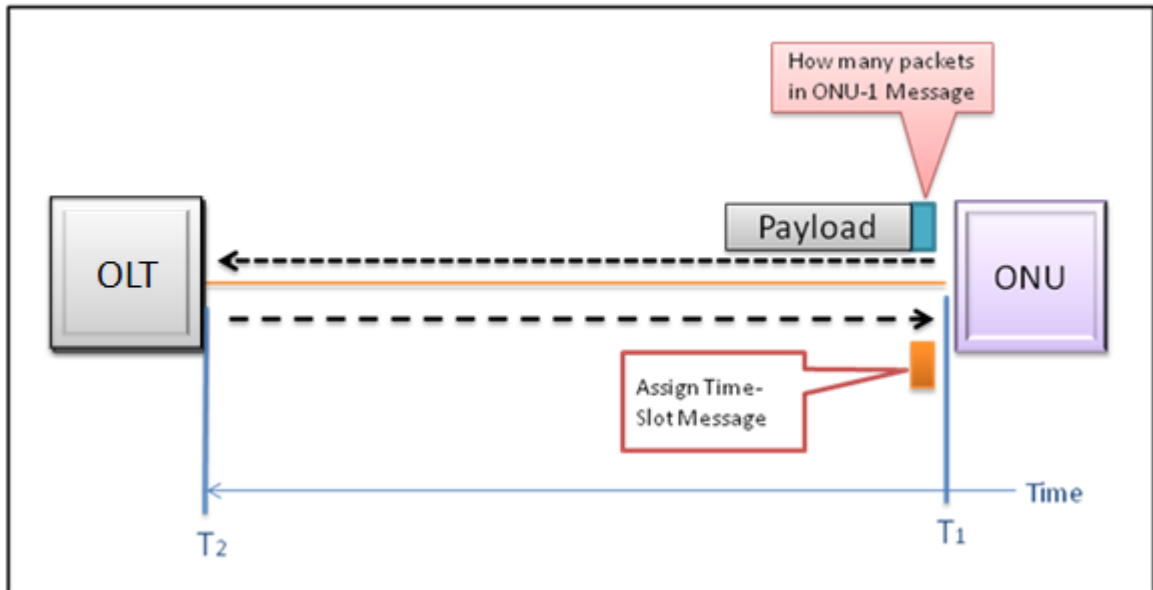 How many packets
in ONU-1 Message
Payload
OLT
ONU
Assign Time-
Slot Message
Time
T2
T1